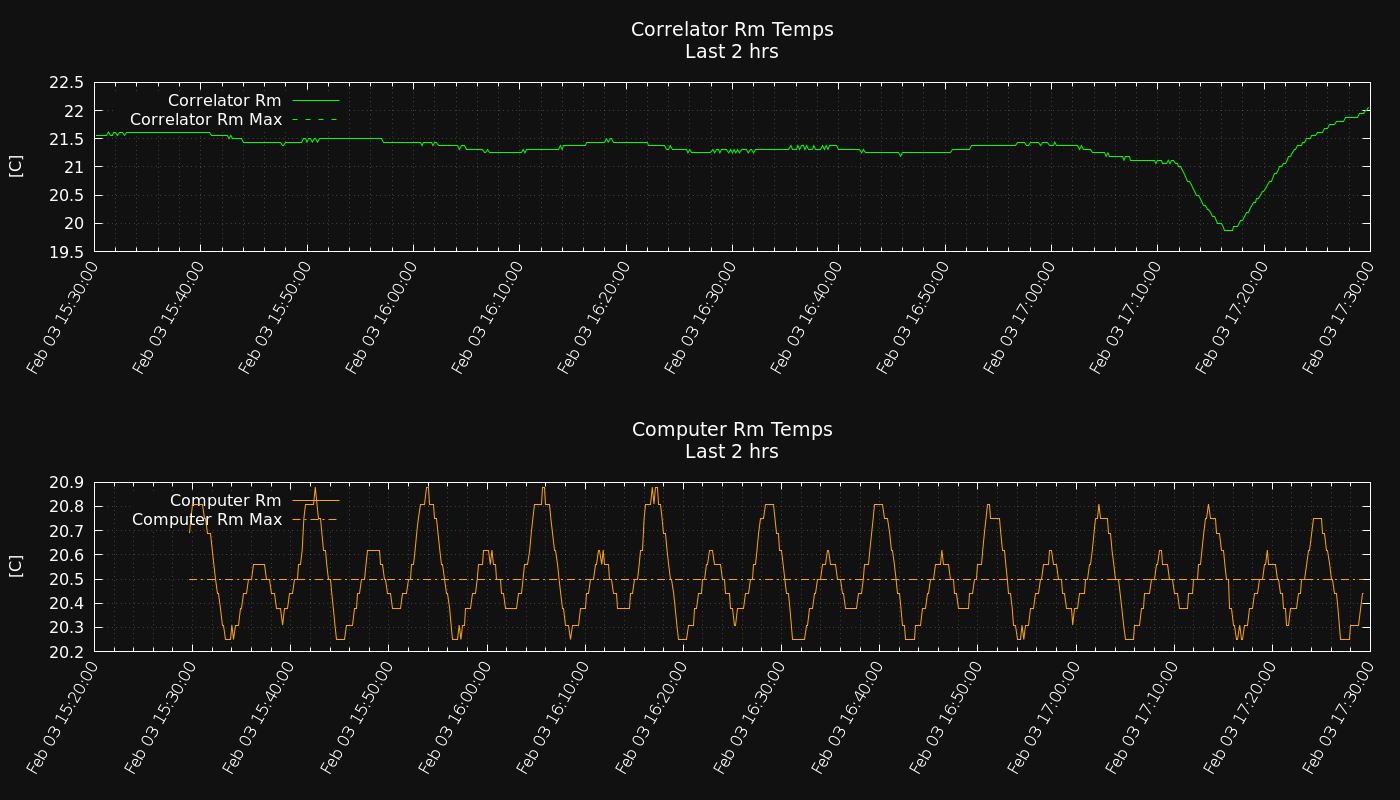 Correlator Rm Temps
Last 2 hrs
Correlator Rm
Correlator Rm Max
[C]
22.5
22
21.5
21
20.5
20
19.5
Feb 03 15:30:00
Feb 03 15:40:00
Feb 03 15:50:00
Feb 03 16:00:00
Feb 03 16:10:00
Feb 03 16:20:00
Feb 03 16:30:00
Feb 03 16:40:00
Feb 03 16:50:00
Feb 03 17:00:00
Feb 03 17:10:00
Feb 03 17:20:00
Feb 03 17:30:00
Computer Rm Temps
Last 2 hrs
Computer Rm
Computer Rm Max
[C]
20.9
20.8
20.7
20.6
20.5
20.4
20.3
20.2
Feb 03 15:20:00
Feb 03 15:30:00
Feb 03 15:40:00
Feb 03 15:50:00
Feb 03 16:00:00
Feb 03 16:10:00
Feb 03 16:20:00
Feb 03 16:30:00
Feb 03 16:40:00
Feb 03 16:50:00
Feb 03 17:00:00
Feb 03 17:10:00
Feb 03 17:20:00
Feb 03 17:30:00